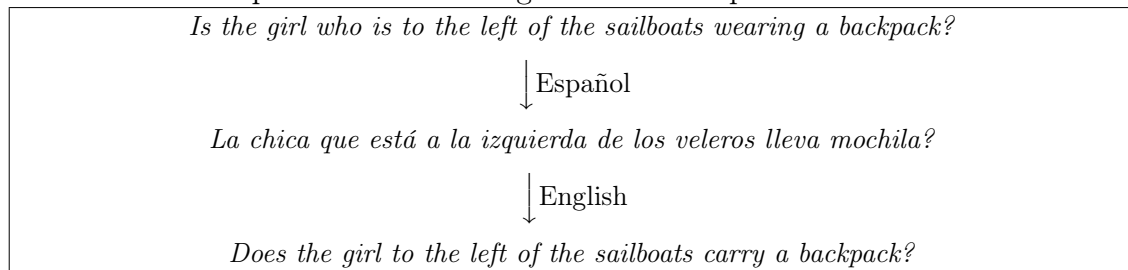 Is the girl who is to the left of the sailboats wearing a backpack?
Español
La chica que está a la izquierda de los veleros lleva mochila?
English
Does the girl to the left of the sailboats carry a backpack?